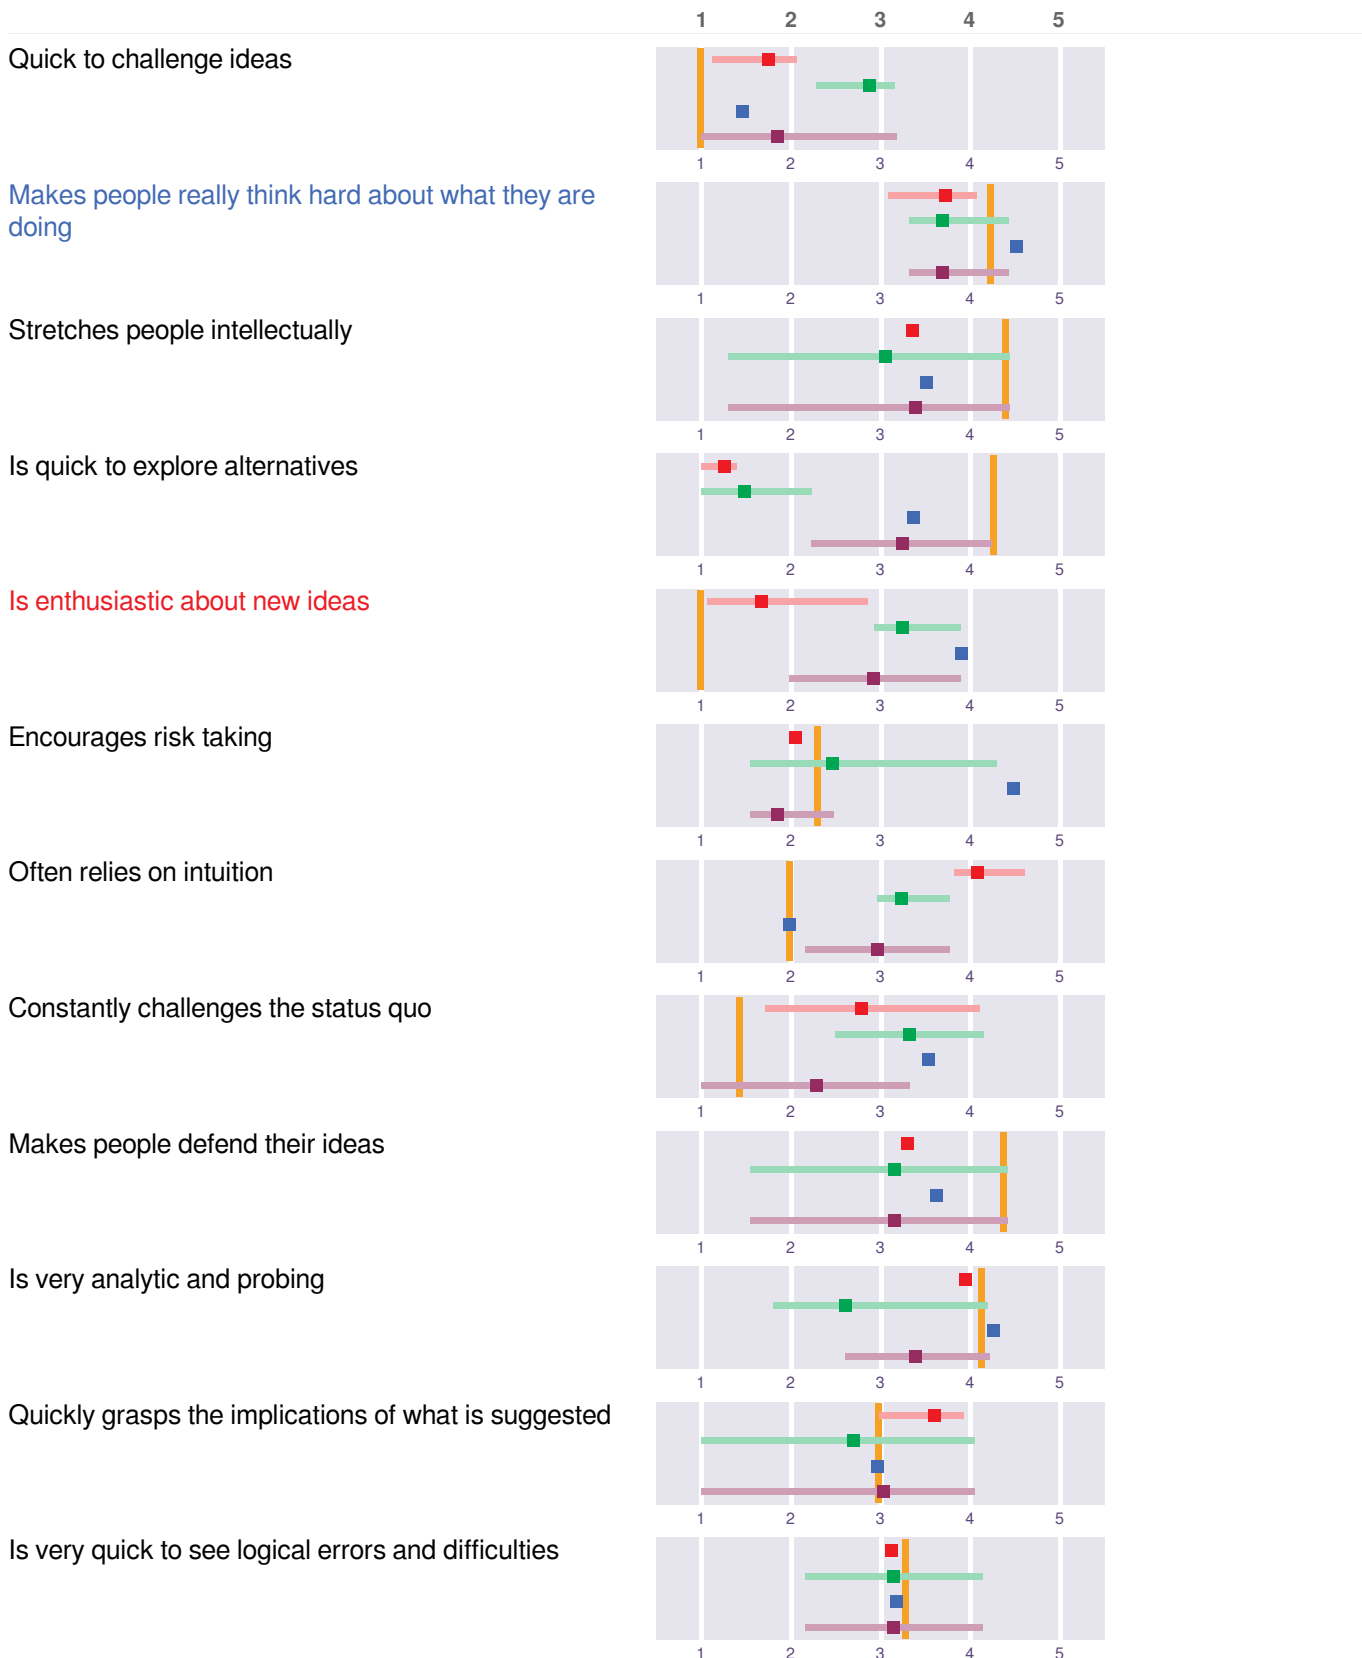 1 2 3 4 5
Quick to challenge ideas
1 2 3 4 5
Makes people really think hard about what they are
doing
1 2 3 4 5
Stretches people intellectually
1 2 3 4 5
Is quick to explore alternatives
1 2 3 4 5
Is enthusiastic about new ideas
1 2 3 4 5
Encourages risk taking
1 2 3 4 5
Often relies on intuition
1 2 3 4 5
Constantly challenges the status quo
1 2 3 4 5
Makes people defend their ideas
1 2 3 4 5
Is very analytic and probing
1 2 3 4 5
Quickly grasps the implications of what is suggested
1 2 3 4 5
Is very quick to see logical errors and difficulties
1 2 3 4 5